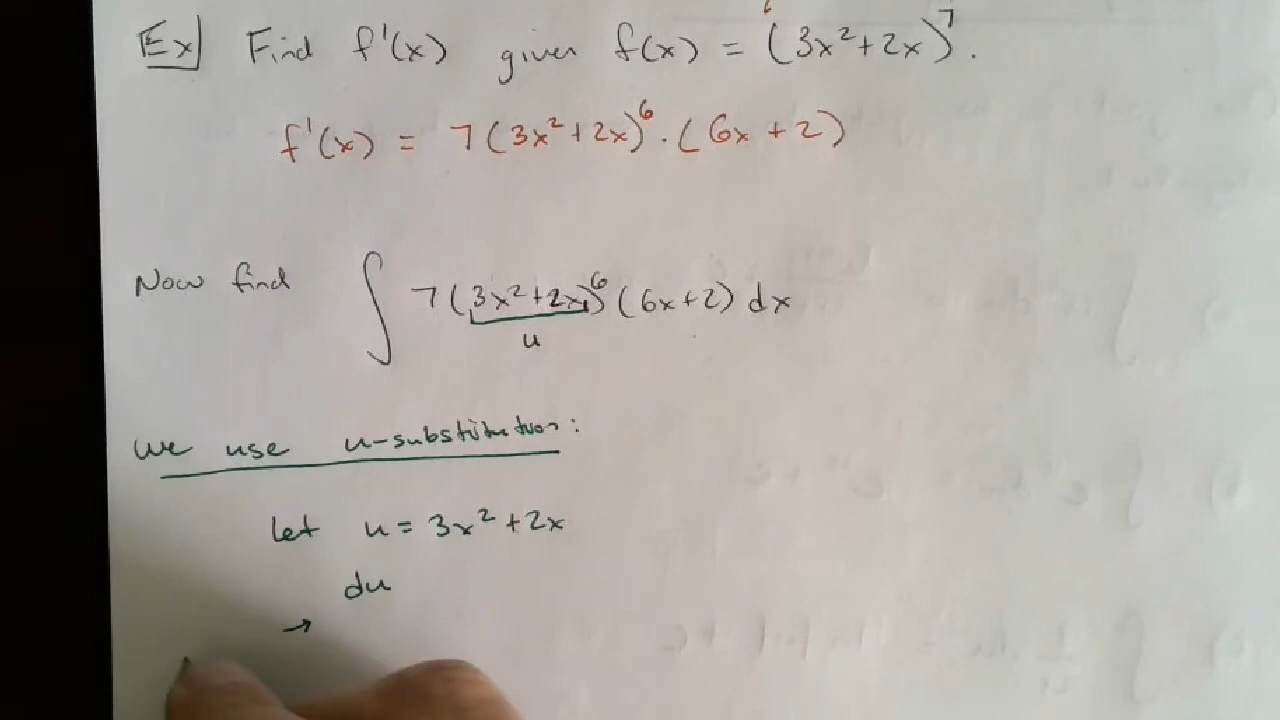 Ex Find f'(x) given f(x) = (3x²+2x)⁷.
f'(x) = 7(3x²+2x)⁶·(6x+2)
Now find ∫ 7(3x²+2x)⁶(6x+2) dx
u
We use u-substitution:
Let u = 3x²+2x
du
→